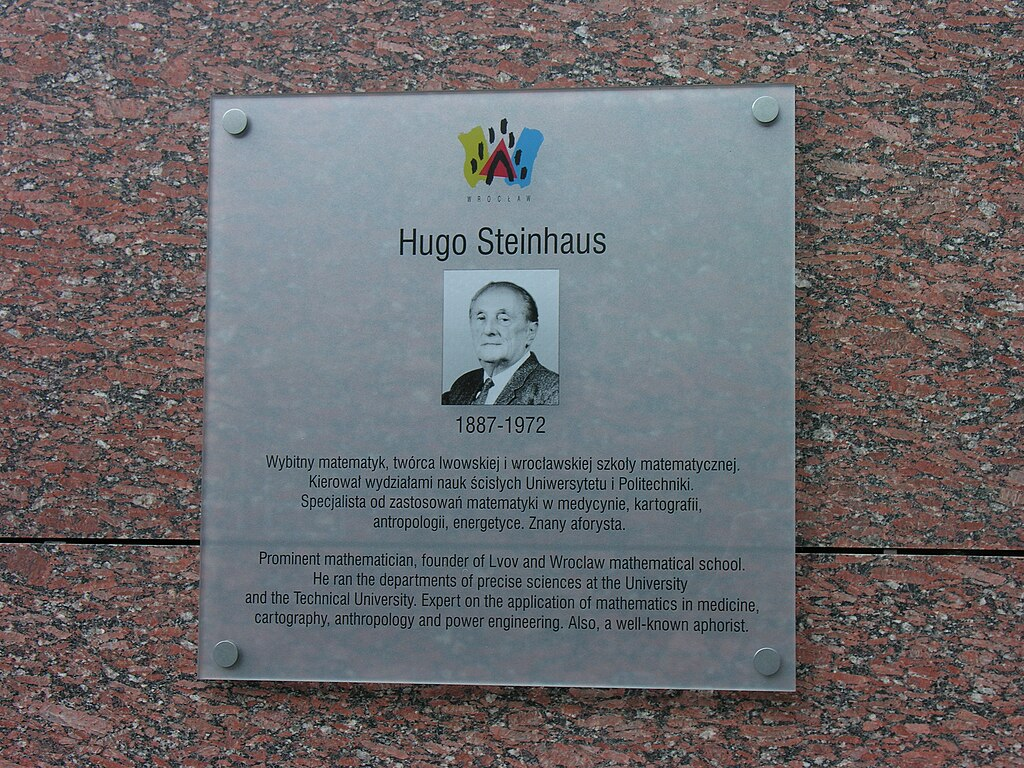 WROCŁAW
Hugo Steinhaus
1887-1972
Wybitny matematyk, twórca lwowskiej i wrocławskiej szkoły matematycznej.
Kierował wydziałami nauk ścisłych Uniwersytetu i Politechniki.
Specjalista od zastosowań matematyki w medycynie, kartografii,
antropologii, energetyce. Znany aforysta.
Prominent mathematician, founder of Lvov and Wroclaw mathematical school.
He ran the departments of precise sciences at the University
and the Technical University. Expert on the application of mathematics in medicine,
cartography, anthropology and power engineering. Also, a well-known aphorist.